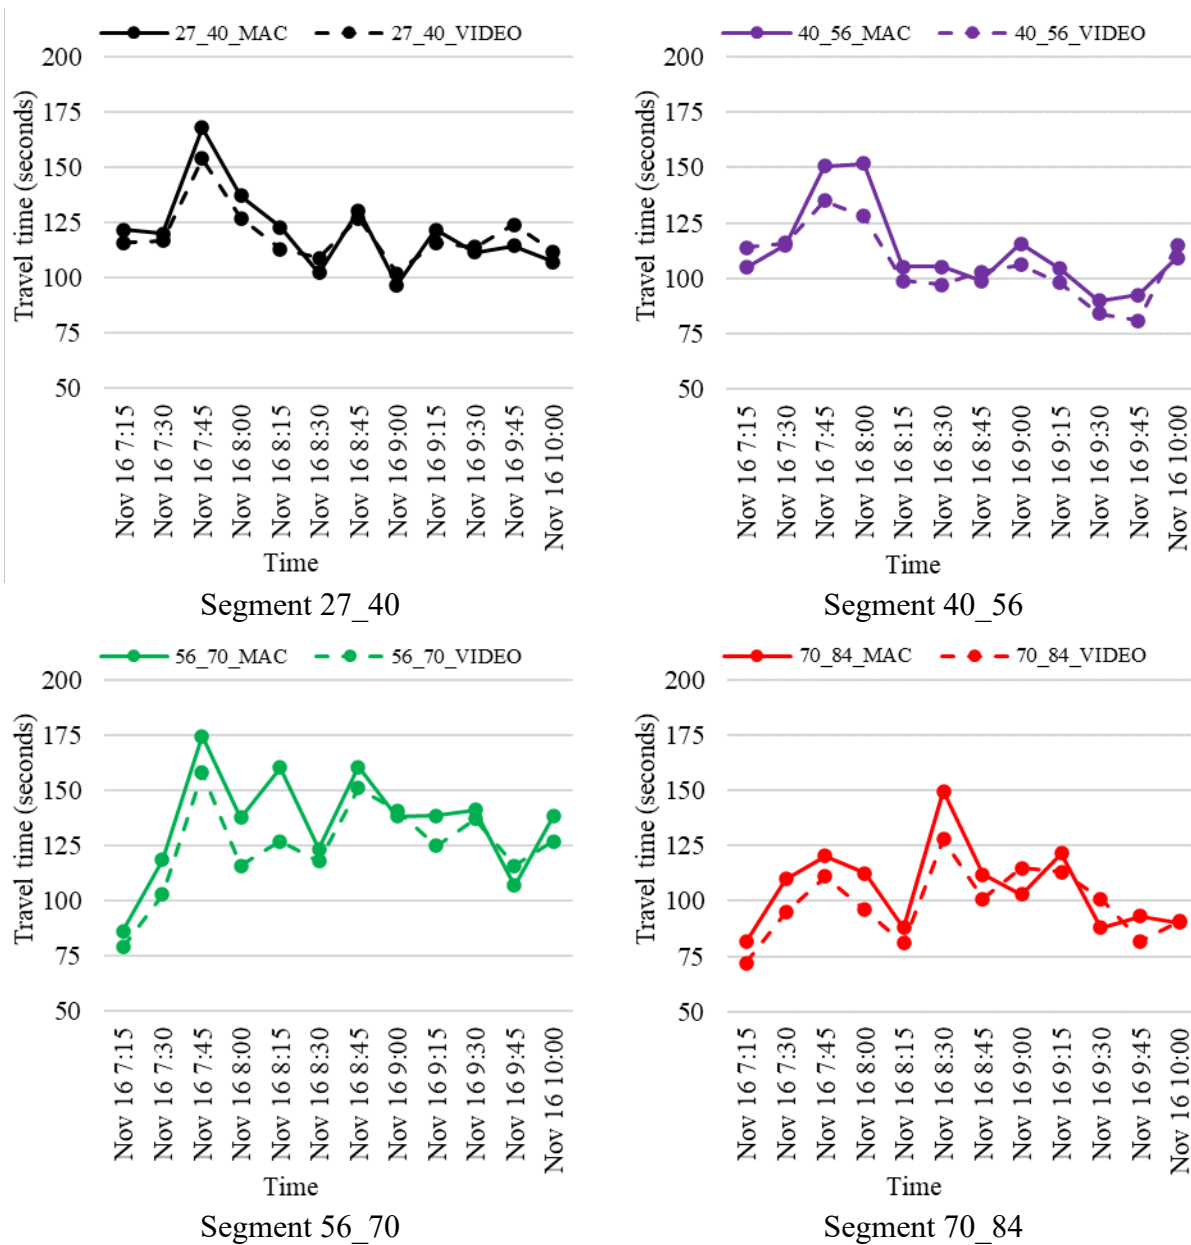 27_40_MAC 27_40_VIDEO
200
175
150
125
100
75
50
Travel time (seconds)
Nov 16 7:15
Nov 16 7:30
Nov 16 7:45
Nov 16 8:00
Nov 16 8:15
Nov 16 8:30
Nov 16 8:45
Nov 16 9:00
Nov 16 9:15
Nov 16 9:30
Nov 16 9:45
Nov 16 10:00
Time
Segment 27_40
40_56_MAC 40_56_VIDEO
200
175
150
125
100
75
50
Travel time (seconds)
Nov 16 7:15
Nov 16 7:30
Nov 16 7:45
Nov 16 8:00
Nov 16 8:15
Nov 16 8:30
Nov 16 8:45
Nov 16 9:00
Nov 16 9:15
Nov 16 9:30
Nov 16 9:45
Nov 16 10:00
Time
Segment 40_56
56_70_MAC 56_70_VIDEO
200
175
150
125
100
75
50
Travel time (seconds)
Nov 16 7:15
Nov 16 7:30
Nov 16 7:45
Nov 16 8:00
Nov 16 8:15
Nov 16 8:30
Nov 16 8:45
Nov 16 9:00
Nov 16 9:15
Nov 16 9:30
Nov 16 9:45
Nov 16 10:00
Time
Segment 56_70
70_84_MAC 70_84_VIDEO
200
175
150
125
100
75
50
Travel time (seconds)
Nov 16 7:15
Nov 16 7:30
Nov 16 7:45
Nov 16 8:00
Nov 16 8:15
Nov 16 8:30
Nov 16 8:45
Nov 16 9:00
Nov 16 9:15
Nov 16 9:30
Nov 16 9:45
Nov 16 10:00
Time
Segment 70_84